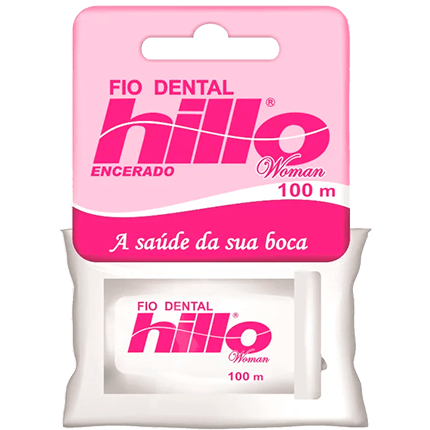 FIO DENTAL
hillo®
ENCERADO
Woman
100 m
A saúde da sua boca
FIO DENTAL
hillo®
Woman
100 m